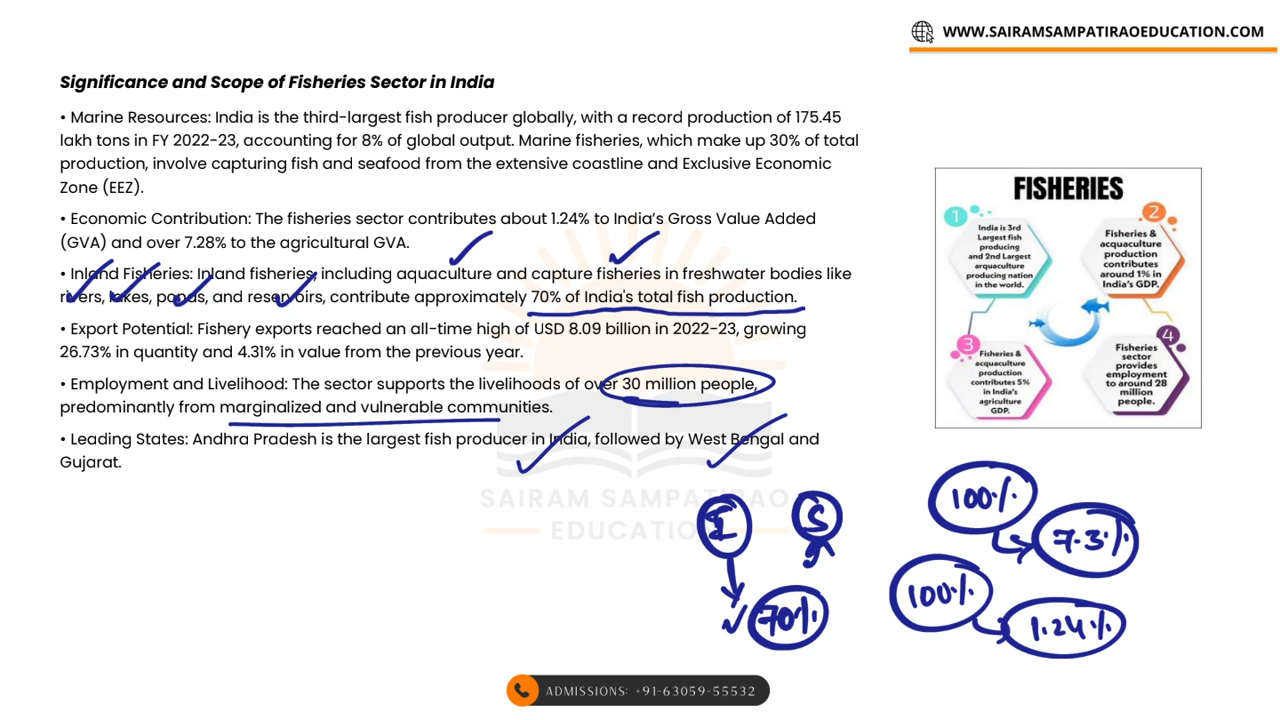 WWW.SAIRAMSAMPATIRAOEDUCATION.COM
Significance and Scope of Fisheries Sector in India
• Marine Resources: India is the third-largest fish producer globally, with a record production of 175.45
lakh tons in FY 2022-23, accounting for 8% of global output. Marine fisheries, which make up 30% of total
production, involve capturing fish and seafood from the extensive coastline and Exclusive Economic
Zone (EEZ).
• Economic Contribution: The fisheries sector contributes about 1.24% to India's Gross Value Added
(GVA) and over 7.28% to the agricultural GVA.
• Inland Fisheries: Inland fisheries, including aquaculture and capture fisheries in freshwater bodies like
rivers, lakes, ponds, and reservoirs, contribute approximately 70% of India's total fish production.
• Export Potential: Fishery exports reached an all-time high of USD 8.09 billion in 2022-23, growing
26.73% in quantity and 4.31% in value from the previous year.
• Employment and Livelihood: The sector supports the livelihoods of over 30 million people,
predominantly from marginalized and vulnerable communities.
• Leading States: Andhra Pradesh is the largest fish producer in India, followed by West Bengal and
Gujarat.
FISHERIES
1
India is 3rd
Largest fish
producing
and 2nd Largest
arquaculture
producing nation
in the world.
2
Fisheries &
acquaculture
production
contributes
around 1% in
India's GDP.
3
Fisheries &
acquaculture
production
contributes 5%
in India's
agriculture
GDP.
4
Fisheries
sector
provides
employment
to around 28
million
people.
SAIRAM SAMPATIRAO
EDUCATION
I S
70%
100%
7.3%
100%
1.24%
ADMISSIONS: +91-63059-55532